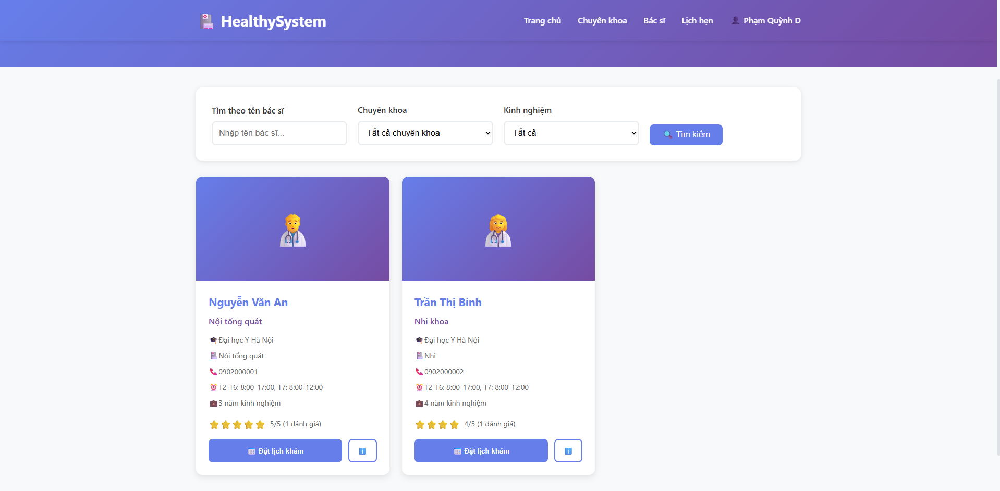 HealthySystem
Trang chủ Chuyên khoa Bác sĩ Lịch hẹn Phạm Quỳnh D
Tìm theo tên bác sĩ Chuyên khoa Kinh nghiệm
Nhập tên bác sĩ... Tất cả chuyên khoa Tất cả Tìm kiếm
Nguyễn Văn An
Nội tổng quát
Đại học Y Hà Nội
Nội tổng quát
0902000001
T2-T6: 8:00-17:00, T7: 8:00-12:00
3 năm kinh nghiệm
5/5 (1 đánh giá)
Đặt lịch khám
Trần Thị Bình
Nhi khoa
Đại học Y Hà Nội
Nhi
0902000002
T2-T6: 8:00-17:00, T7: 8:00-12:00
4 năm kinh nghiệm
4/5 (1 đánh giá)
Đặt lịch khám